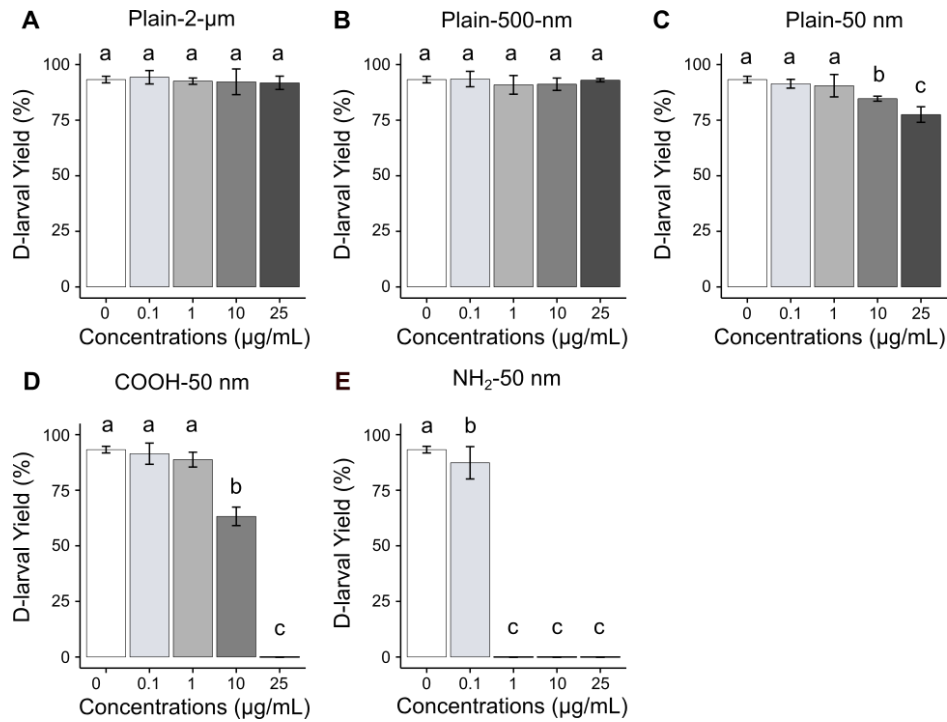 A Plain-2-µm
a a a a a
D-larval Yield (%)
100
75
50
25
0
0 0.1 1 10 25
Concentrations (µg/mL)
B Plain-500-nm
a a a a a
D-larval Yield (%)
100
75
50
25
0
0 0.1 1 10 25
Concentrations (µg/mL)
C Plain-50 nm
a a a b c
D-larval Yield (%)
100
75
50
25
0
0 0.1 1 10 25
Concentrations (µg/mL)
D COOH-50 nm
a a a b c
D-larval Yield (%)
100
75
50
25
0
0 0.1 1 10 25
Concentrations (µg/mL)
E NH₂-50 nm
a b c c c
D-larval Yield (%)
100
75
50
25
0
0 0.1 1 10 25
Concentrations (µg/mL)